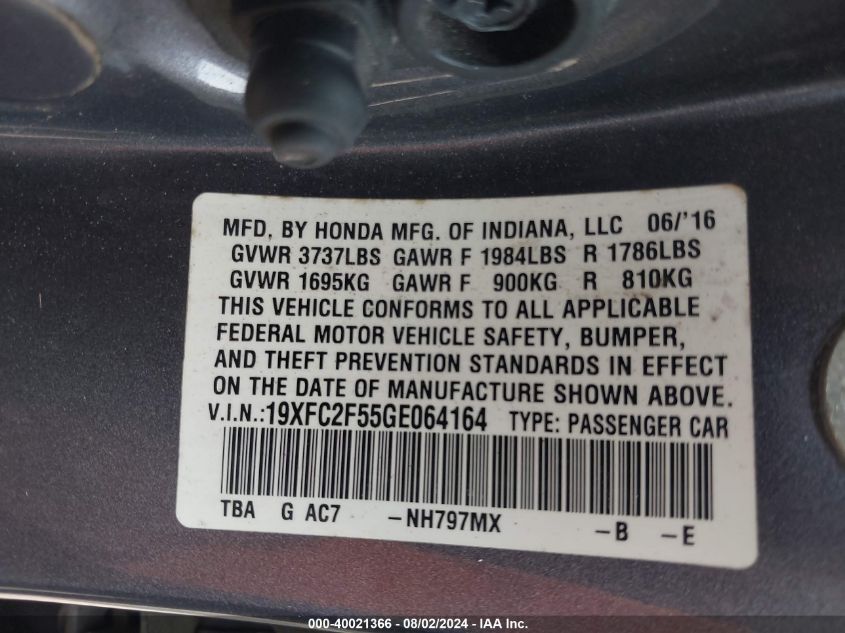 MFD, BY HONDA MFG. OF INDIANA, LLC 06/'16
GVWR 3737LBS GAWR F 1984LBS R 1786LBS
GVWR 1695KG GAWR F 900KG R 810KG
THIS VEHICLE CONFORMS TO ALL APPLICABLE
FEDERAL MOTOR VEHICLE SAFETY, BUMPER,
AND THEFT PREVENTION STANDARDS IN EFFECT
ON THE DATE OF MANUFACTURE SHOWN ABOVE.
V.I.N.:19XFC2F55GE064164 TYPE: PASSENGER CAR
TBA G AC7 -NH797MX -B -E
000-40021366 - 08/02/2024 - IAA Inc.